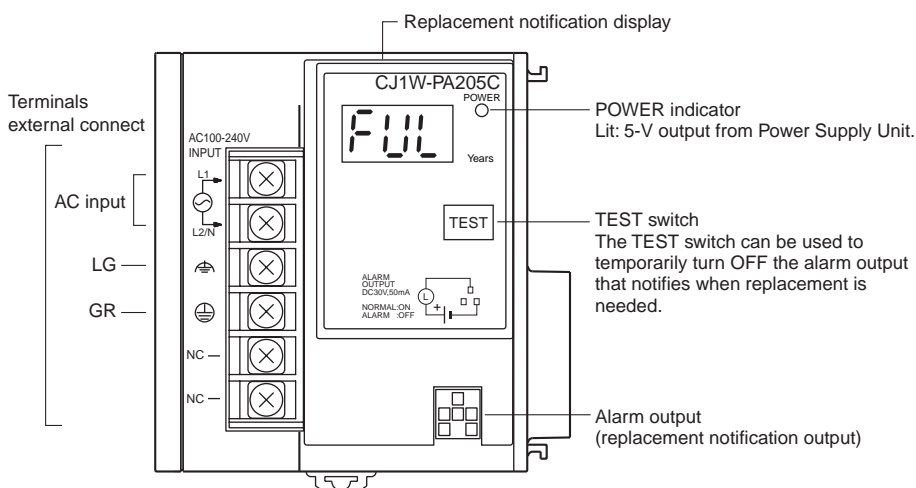 Replacement notification display
CJ1W-PA205C
POWER
FUL
Years
POWER indicator
Lit: 5-V output from Power Supply Unit.
Terminals
external connect
AC100-240V
INPUT
L1
AC input
L2/N
LG
GR
NC
NC
TEST
TEST switch
The TEST switch can be used to
temporarily turn OFF the alarm output
that notifies when replacement is
needed.
ALARM
OUTPUT
DC30V,50mA
L
+
NORMAL:ON
ALARM :OFF
Alarm output
(replacement notification output)